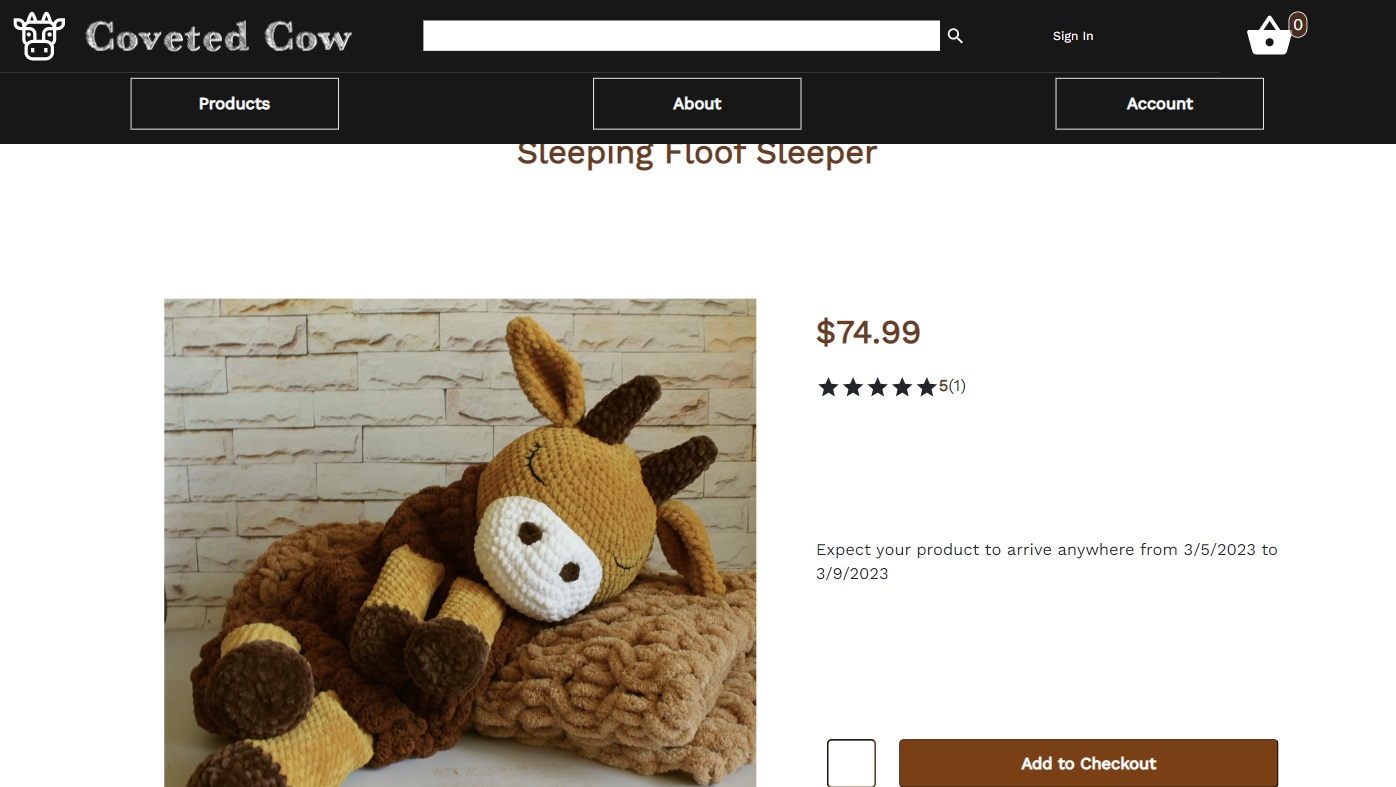 Coveted Cow
Sign In
0
Products
About
Account
Sleeping Floof Sleeper
$74.99
5(1)
Expect your product to arrive anywhere from 3/5/2023 to
3/9/2023
Add to Checkout